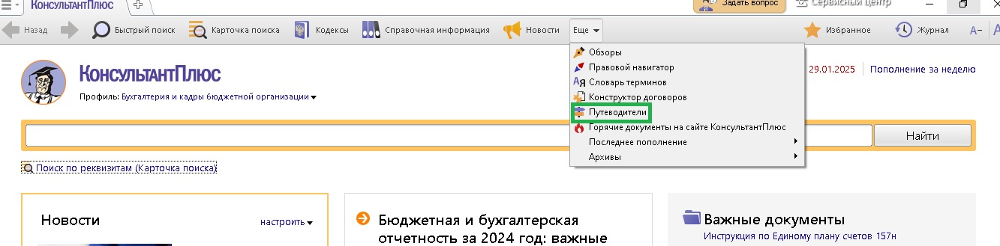 КонсультантПлюс
Задать вопрос
Сервисный центр
Назад
Быстрый поиск
Карточка поиска
Кодексы
Справочная информация
Новости
Еще
Избранное
Журнал
А-
Обзоры
Правовой навигатор
Ая Словарь терминов
Конструктор договоров
Путеводители
Горячие документы на сайте КонсультантПлюс
Последнее пополнение
Архивы
КонсультантПлюс
29.01.2025
Пополнение за неделю
Профиль: Бухгалтерия и кадры бюджетной организации
Найти
Поиск по реквизитам (Карточка поиска)
Новости
настроить
Бюджетная и бухгалтерская
отчетность за 2024 год: важные
Важные документы
Инструкция по Единому плану счетов 157н